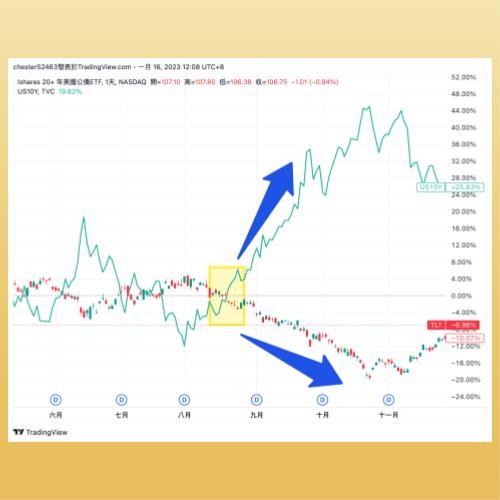 chester52463發表於TradingView.com • 一月 16, 2023 12:08 UTC+8
Ishares 20+ 年美國公債ETF, 1天, NASDAQ 開=107.10 高=107.80 低=106.38 收=106.75 −1.01 (−0.94%)
US10Y, TVC 19.82%
52.00%
48.00%
44.00%
40.00%
36.00%
32.00%
28.00%
US10Y +25.83%
24.00%
20.00%
16.00%
12.00%
8.00%
4.00%
0.00%
−4.00%
TLT −6.96%
−10.07%
−12.00%
−16.00%
−20.00%
−24.00%
D D D D D D
六月 七月 八月 九月 十月 十一月
TradingView